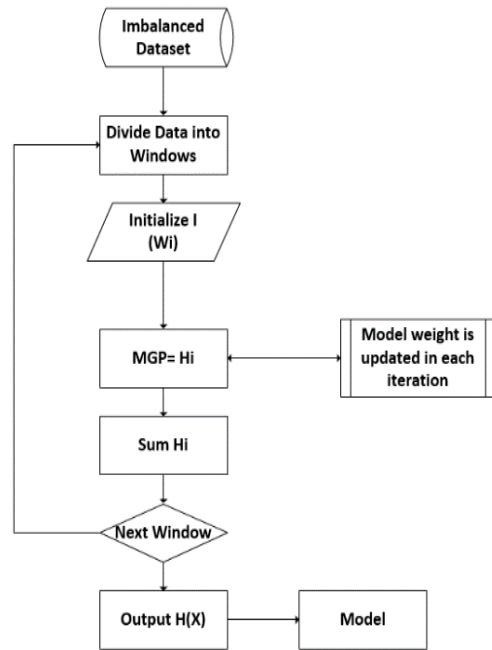 Imbalanced
Dataset
Divide Data into
Windows
Initialize I
(Wi)
MGP= Hi
Model weight is
updated in each
iteration
Sum Hi
Next Window
Output H(X)
Model